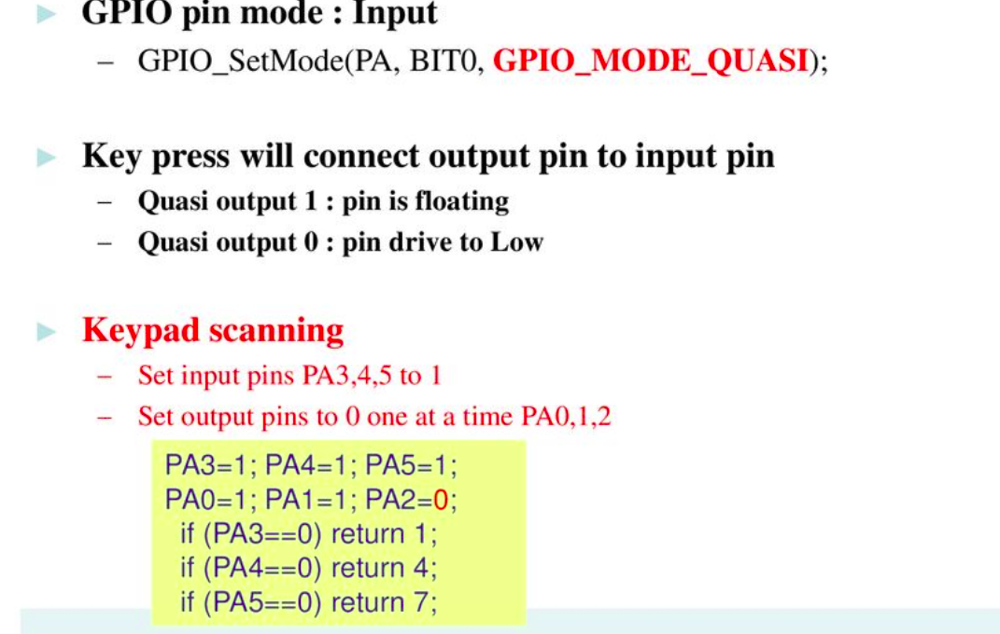 GPIO pin mode : Input
– GPIO_SetMode(PA, BIT0, GPIO_MODE_QUASI);
Key press will connect output pin to input pin
– Quasi output 1 : pin is floating
– Quasi output 0 : pin drive to Low
Keypad scanning
– Set input pins PA3,4,5 to 1
– Set output pins to 0 one at a time PA0,1,2
PA3=1; PA4=1; PA5=1;
PA0=1; PA1=1; PA2=0;
if (PA3==0) return 1;
if (PA4==0) return 4;
if (PA5==0) return 7;